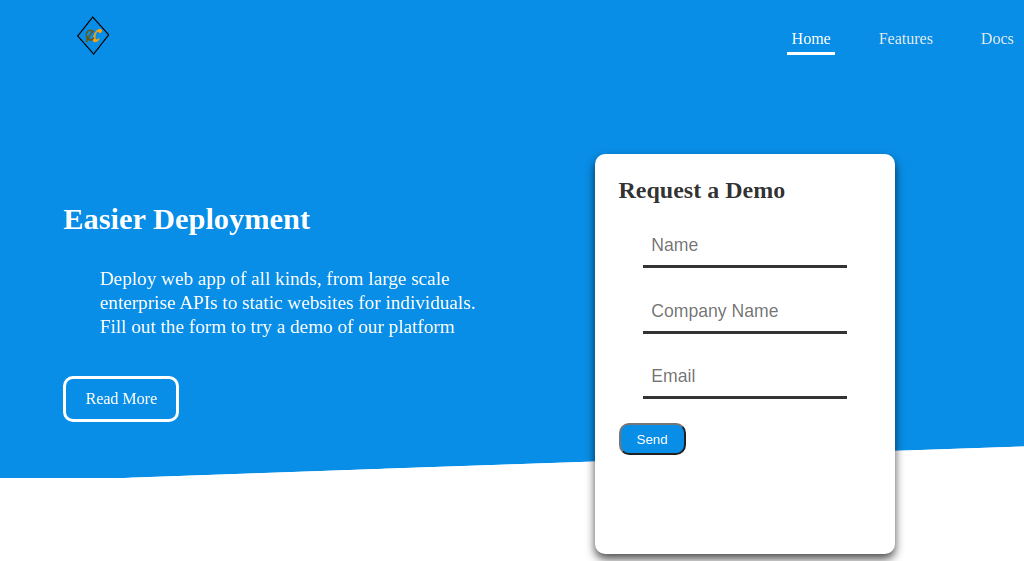 Home Features Docs
Easier Deployment
Deploy web app of all kinds, from large scale
enterprise APIs to static websites for individuals.
Fill out the form to try a demo of our platform
Read More
Request a Demo
Name
Company Name
Email
Send